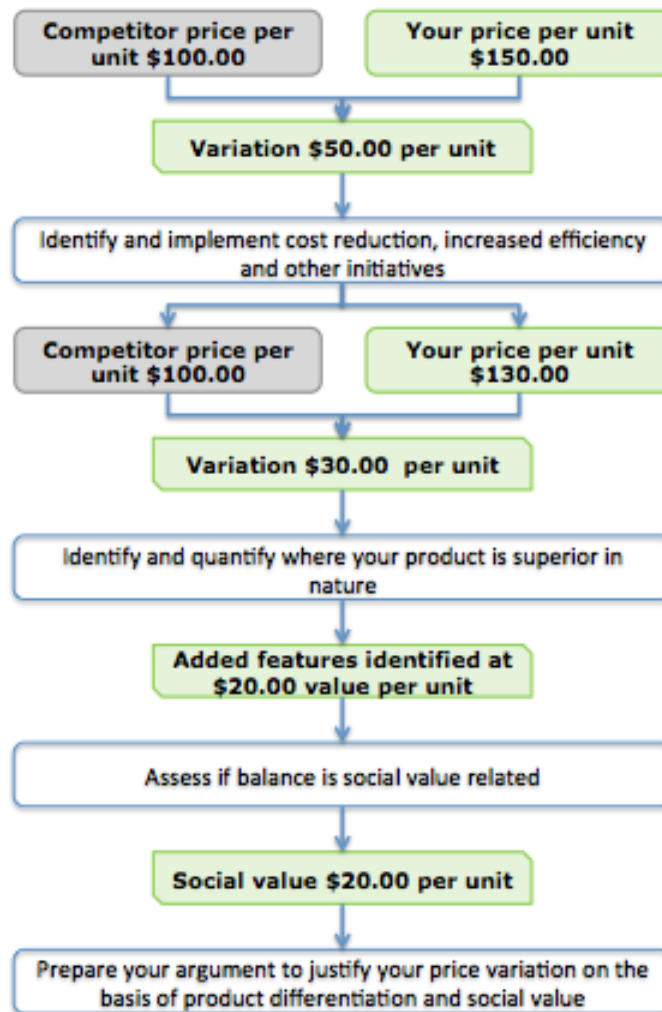 Competitor price per
unit $100.00
Your price per unit
$150.00
Variation $50.00 per unit
Identify and implement cost reduction, increased efficiency
and other initiatives
Competitor price per
unit $100.00
Your price per unit
$130.00
Variation $30.00 per unit
Identify and quantify where your product is superior in
nature
Added features identified at
$20.00 value per unit
Assess if balance is social value related
Social value $20.00 per unit
Prepare your argument to justify your price variation on the
basis of product differentiation and social value